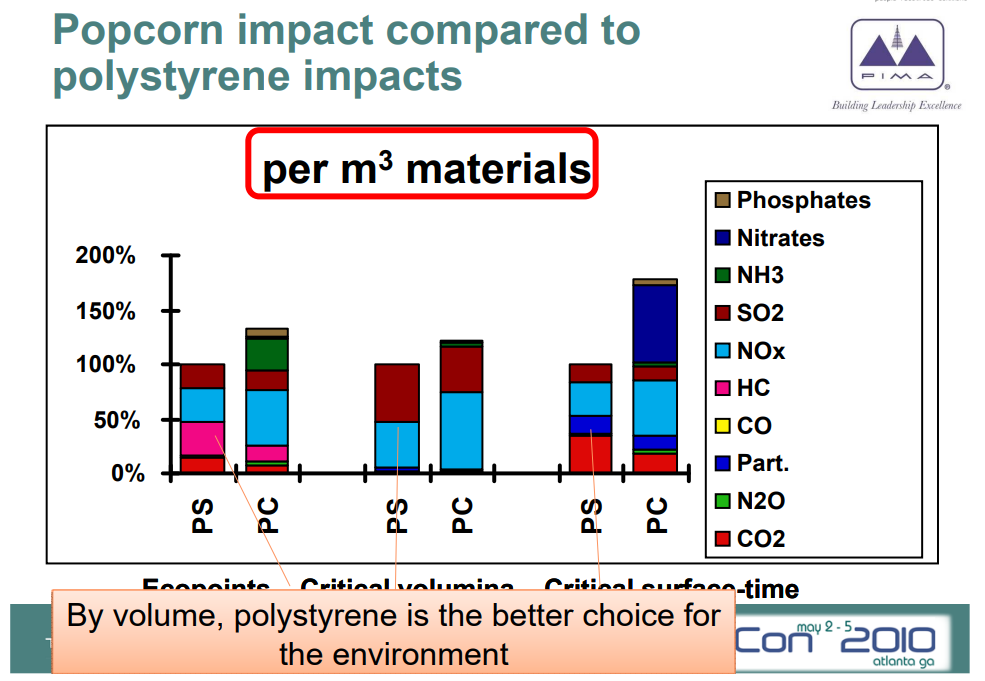 Popcorn impact compared to
polystyrene impacts
PIMA
®
Building Leadership Excellence
per m³ materials
200%
150%
100%
50%
0%
PS
PC
PS
PC
PS
PC
Phosphates
Nitrates
NH3
SO2
NOx
HC
CO
Part.
N2O
CO2
Ecopoints Critical volumina Critical surface-time
By volume, polystyrene is the better choice for
the environment
Con may 2 - 5 2010
atlanta ga